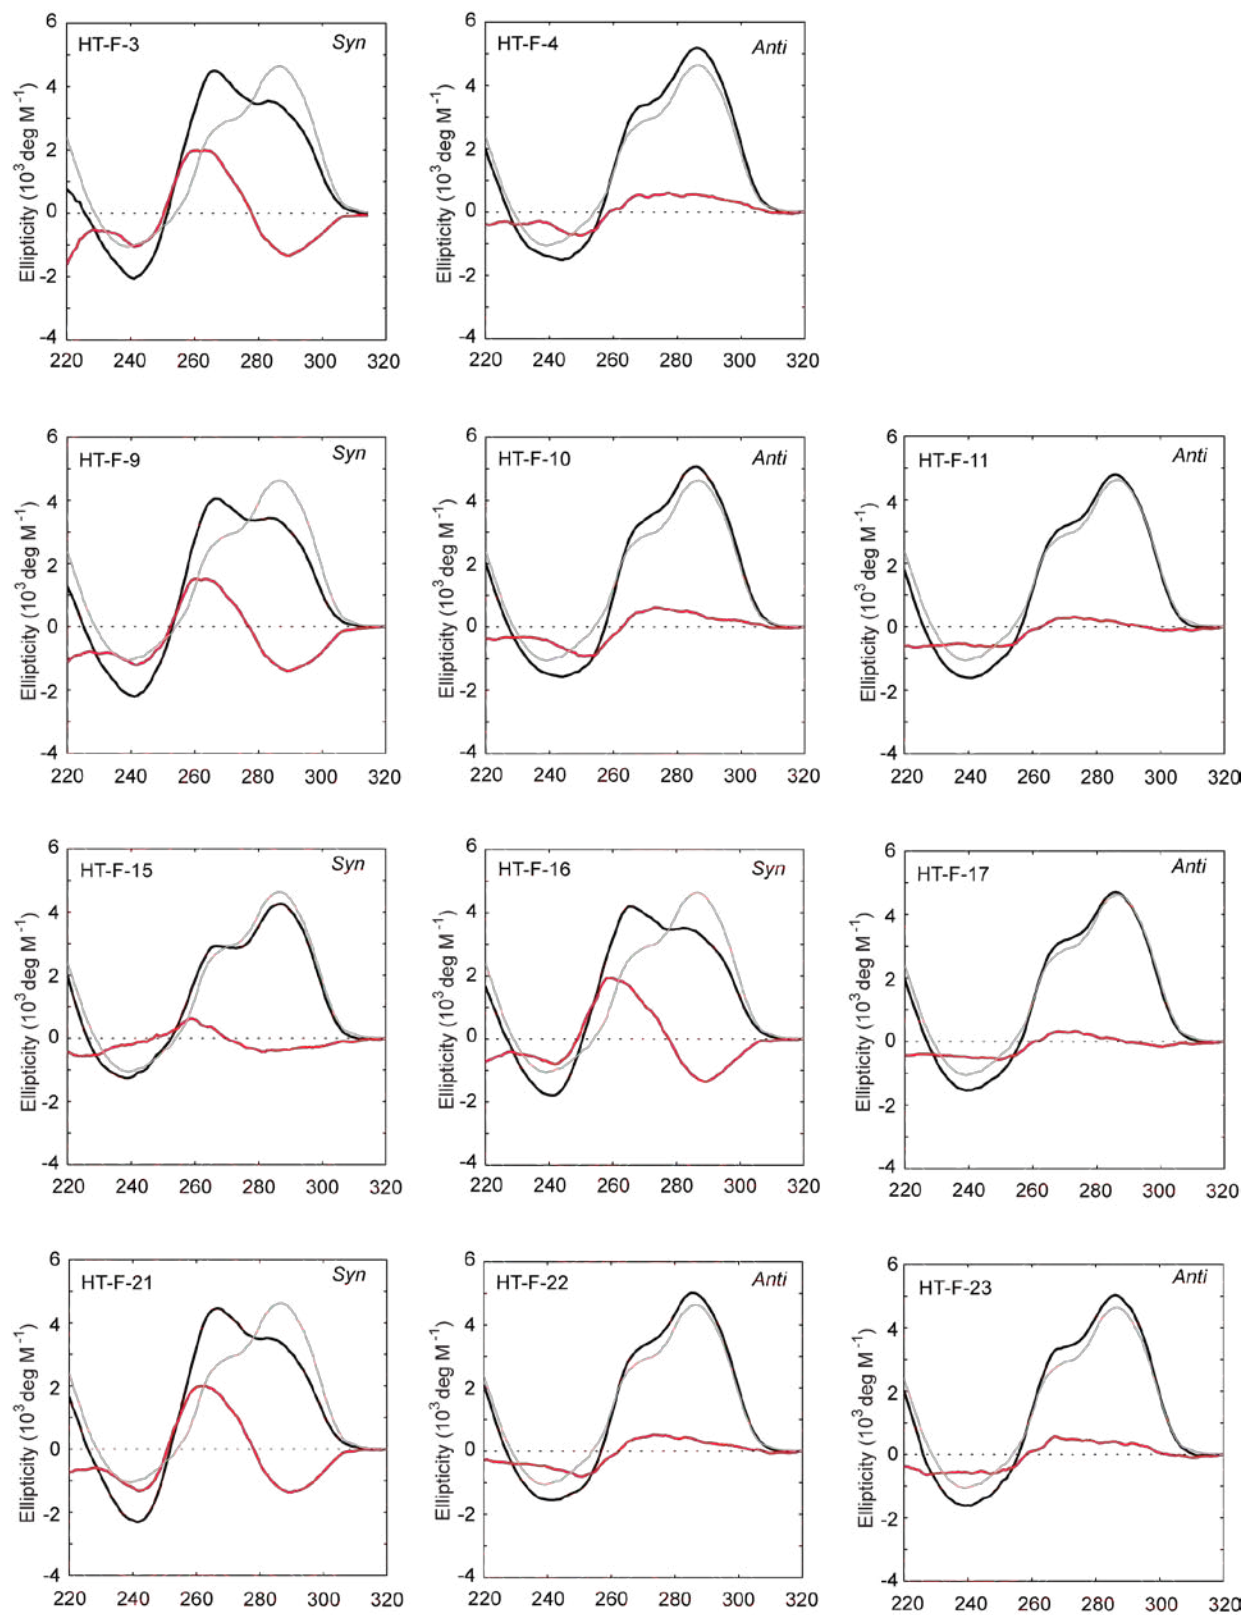 HT-F-3 Syn
Ellipticity (10³ deg M⁻¹)
6
4
2
0
-2
-4
220 240 260 280 300 320
HT-F-4 Anti
Ellipticity (10³ deg M⁻¹)
6
4
2
0
-2
-4
220 240 260 280 300 320
HT-F-9 Syn
Ellipticity (10³ deg M⁻¹)
6
4
2
0
-2
-4
220 240 260 280 300 320
HT-F-10 Anti
Ellipticity (10³ deg M⁻¹)
6
4
2
0
-2
-4
220 240 260 280 300 320
HT-F-11 Anti
Ellipticity (10³ deg M⁻¹)
6
4
2
0
-2
-4
220 240 260 280 300 320
HT-F-15 Syn
Ellipticity (10³ deg M⁻¹)
6
4
2
0
-2
-4
220 240 260 280 300 320
HT-F-16 Syn
Ellipticity (10³ deg M⁻¹)
6
4
2
0
-2
-4
220 240 260 280 300 320
HT-F-17 Anti
Ellipticity (10³ deg M⁻¹)
6
4
2
0
-2
-4
220 240 260 280 300 320
HT-F-21 Syn
Ellipticity (10³ deg M⁻¹)
6
4
2
0
-2
-4
220 240 260 280 300 320
HT-F-22 Anti
Ellipticity (10³ deg M⁻¹)
6
4
2
0
-2
-4
220 240 260 280 300 320
HT-F-23 Anti
Ellipticity (10³ deg M⁻¹)
6
4
2
0
-2
-4
220 240 260 280 300 320